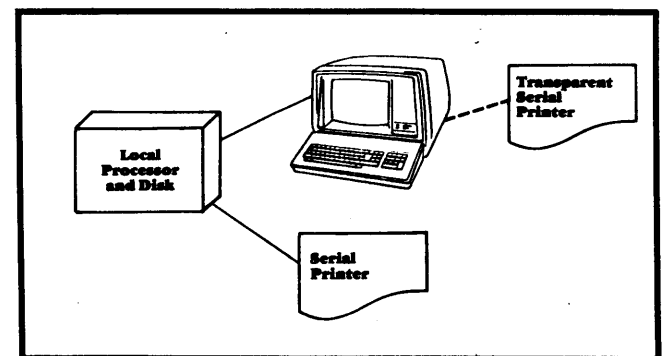 Transparent
Serial
Printer
Local
Processor
and Disk
Serial
Printer